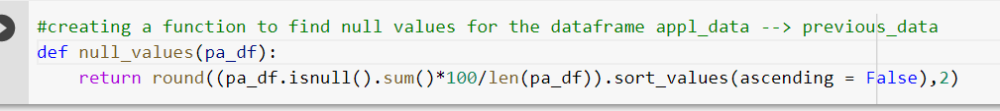 #creating a function to find null values for the dataframe appl_data --> previous_data
def null_values(pa_df):
    return round((pa_df.isnull().sum()*100/len(pa_df)).sort_values(ascending = False),2)